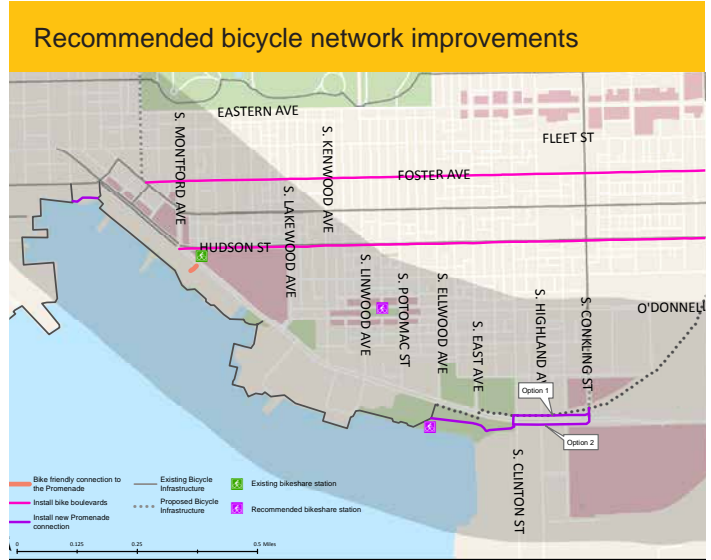 Recommended bicycle network improvements
EASTERN AVE
S. MONTFORD AVE
S. KENWOOD AVE
FLEET ST
FOSTER AVE
S. LAKEWOOD AVE
HUDSON ST
S. LINWOOD AVE
S. POTOMAC ST
S. ELLWOOD AVE
S. EAST AVE
S. HIGHLAND AV
S. CONKLING ST
O'DONNELL
Option 1
Option 2
S. CLINTON ST
Bike friendly connection to
the Promenade
Install bike boulevards
Install new Promenade
connection
Existing Bicycle
Infrastructure
Proposed Bicycle
Infrastructure
Existing bikeshare station
Recommended bikeshare station
0 0.125 0.25 0.5 Miles